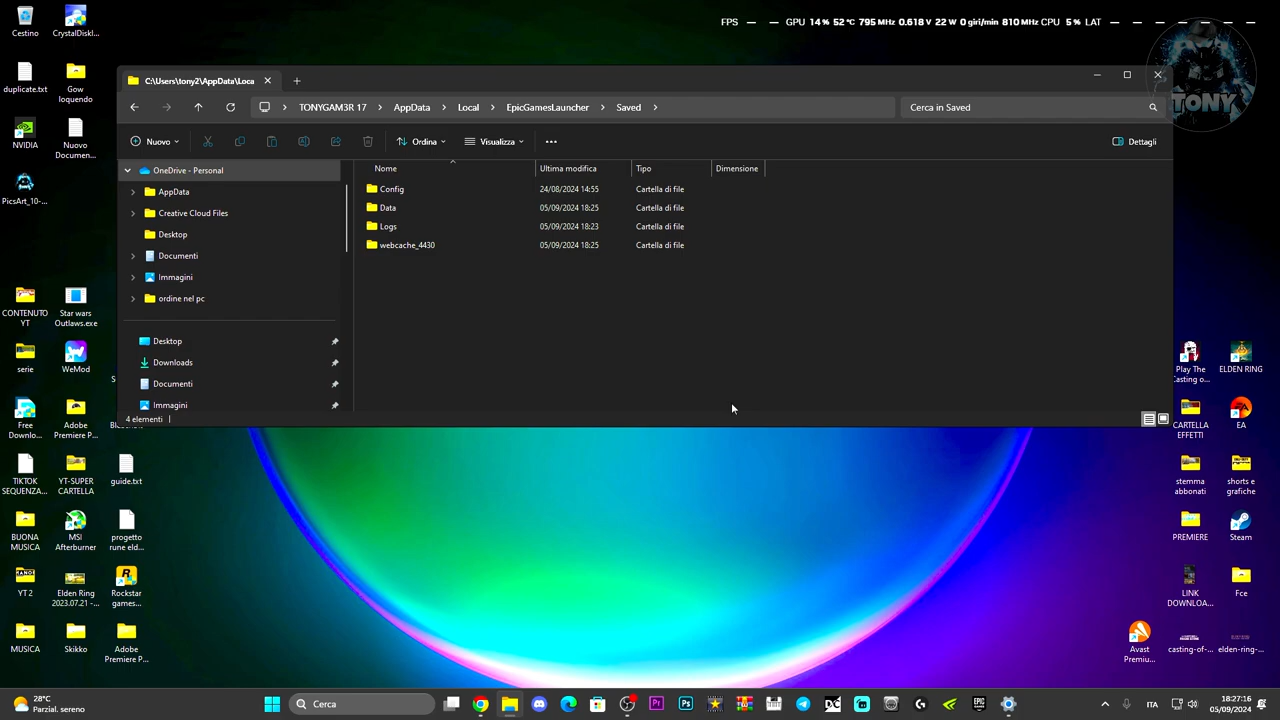 FPS — — GPU 14 % 52 °C 795 MHz 0.618 V 22 W 0 giri/min 810 MHz CPU 5 % LAT — — — — — —
TONY
Cestino
CrystalDiskI...
duplicate.txt
Gow loquendo
NVIDIA
Nuovo Documen...
PicsArt_10-...
C:\Users\tony2\AppData\Loca
TONYGAM3R 17 > AppData > Local > EpicGamesLauncher > Saved >
Cerca in Saved
Nuovo
Ordina
Visualizza
Dettagli
OneDrive - Personal
AppData
Creative Cloud Files
Desktop
Documenti
Immagini
ordine nel pc
Desktop
Downloads
Documenti
Immagini
Nome Ultima modifica Tipo Dimensione
Config 24/08/2024 14:55 Cartella di file
Data 05/09/2024 18:25 Cartella di file
Logs 05/09/2024 18:23 Cartella di file
webcache_4430 05/09/2024 18:25 Cartella di file
4 elementi
CONTENUTO YT
Star wars Outlaws.exe
serie
WeMod
Free Downlo...
Adobe Premiere P...
TIKTOK SEQUENZA...
YT-SUPER CARTELLA
guide.txt
BUONA MUSICA
MSI Afterburner
progetto rune eld...
YT 2
Elden Ring 2023.07.21 -...
Rockstar games...
MUSICA
Skikko
Adobe Premiere P...
Play The Casting o...
ELDEN RING
CARTELLA EFFETTI
EA
stemma abbonati
shorts e grafiche
PREMIERE
Steam
LINK DOWNLOA...
Fce
Avast Premiu...
casting-of-...
elden-ring-...
28°C
Parzial. sereno
Cerca
ITA
18:27:16
05/09/2024